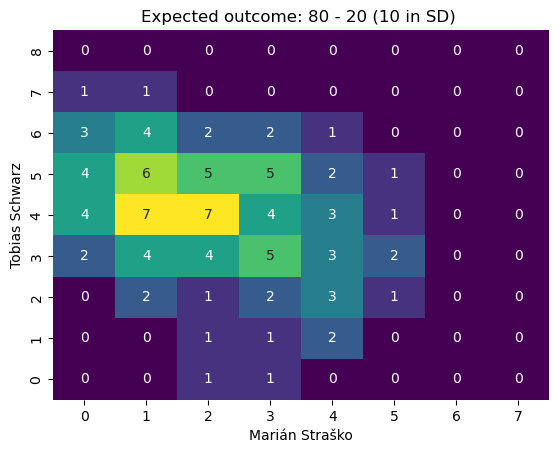 Expected outcome: 80 - 20 (10 in SD)
Tobias Schwarz
8 0 0 0 0 0 0 0 0
7 1 1 0 0 0 0 0 0
6 3 4 2 2 1 0 0 0
5 4 6 5 5 2 1 0 0
4 4 7 7 4 3 1 0 0
3 2 4 4 5 3 2 0 0
2 0 2 1 2 3 1 0 0
1 0 0 1 1 2 0 0 0
0 0 0 1 1 0 0 0 0
0 1 2 3 4 5 6 7
Marián Straško